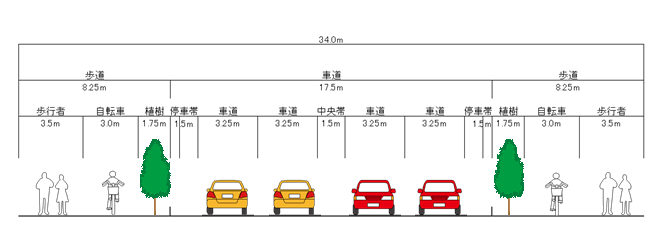 34.0m
歩道 車道 歩道
8.25m 17.5m 8.25m
歩行者 自転車 植樹 停車帯 車道 車道 中央帯 車道 車道 停車帯 植樹 自転車 歩行者
3.5m 3.0m 1.75m 1.5m 3.25m 3.25m 1.5m 3.25m 3.25m 1.5m 1.75m 3.0m 3.5m